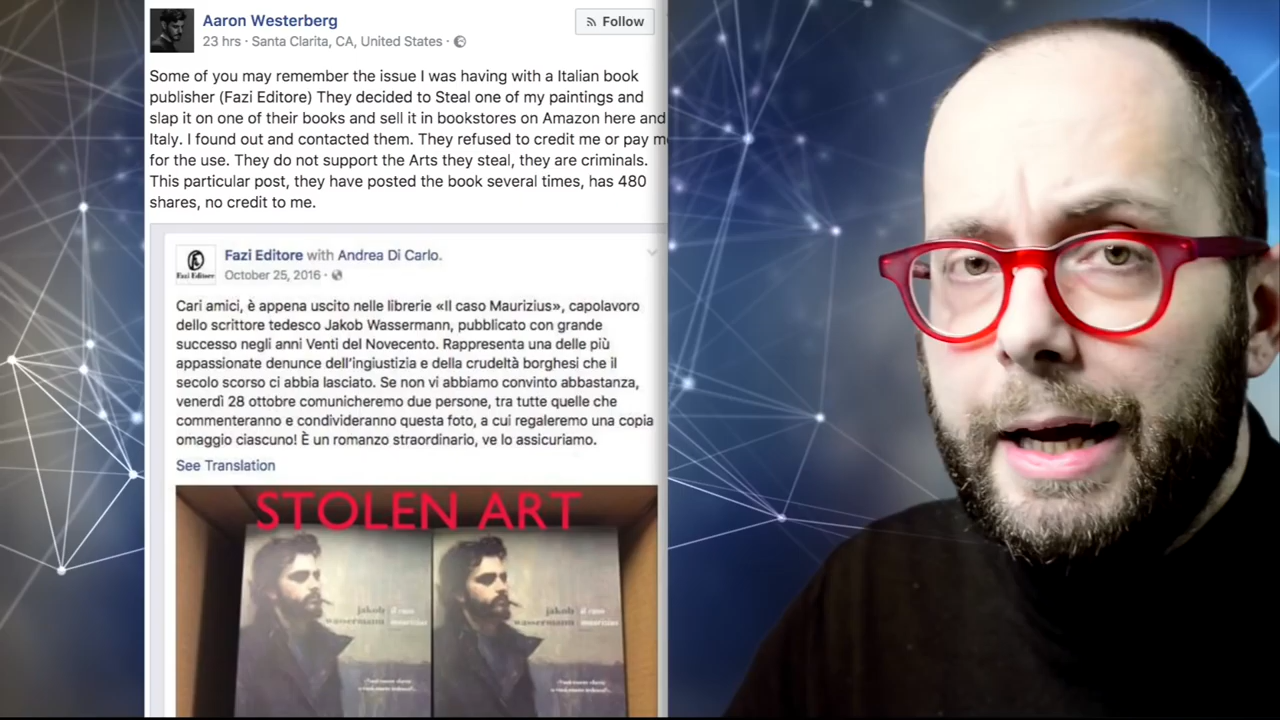 Aaron Westerberg
Follow
23 hrs · Santa Clarita, CA, United States ·
Some of you may remember the issue I was having with a Italian book
publisher (Fazi Editore) They decided to Steal one of my paintings and
slap it on one of their books and sell it in bookstores on Amazon here and
Italy. I found out and contacted them. They refused to credit me or pay me
for the use. They do not support the Arts they steal, they are criminals.
This particular post, they have posted the book several times, has 480
shares, no credit to me.
Fazi Editore
Fazi Editore with Andrea Di Carlo.
October 25, 2016 ·
Cari amici, è appena uscito nelle librerie «Il caso Maurizius», capolavoro
dello scrittore tedesco Jakob Wassermann, pubblicato con grande
successo negli anni Venti del Novecento. Rappresenta una delle più
appassionate denunce dell'ingiustizia e della crudeltà borghesi che il
secolo scorso ci abbia lasciato. Se non vi abbiamo convinto abbastanza,
venerdì 28 ottobre comunicheremo due persone, tra tutte quelle che
commenteranno e condivideranno questa foto, a cui regaleremo una copia
omaggio ciascuno! È un romanzo straordinario, ve lo assicuriamo.
See Translation
STOLEN ART
jakob il caso
wassermann maurizius
jakob il caso
wassermann maurizius